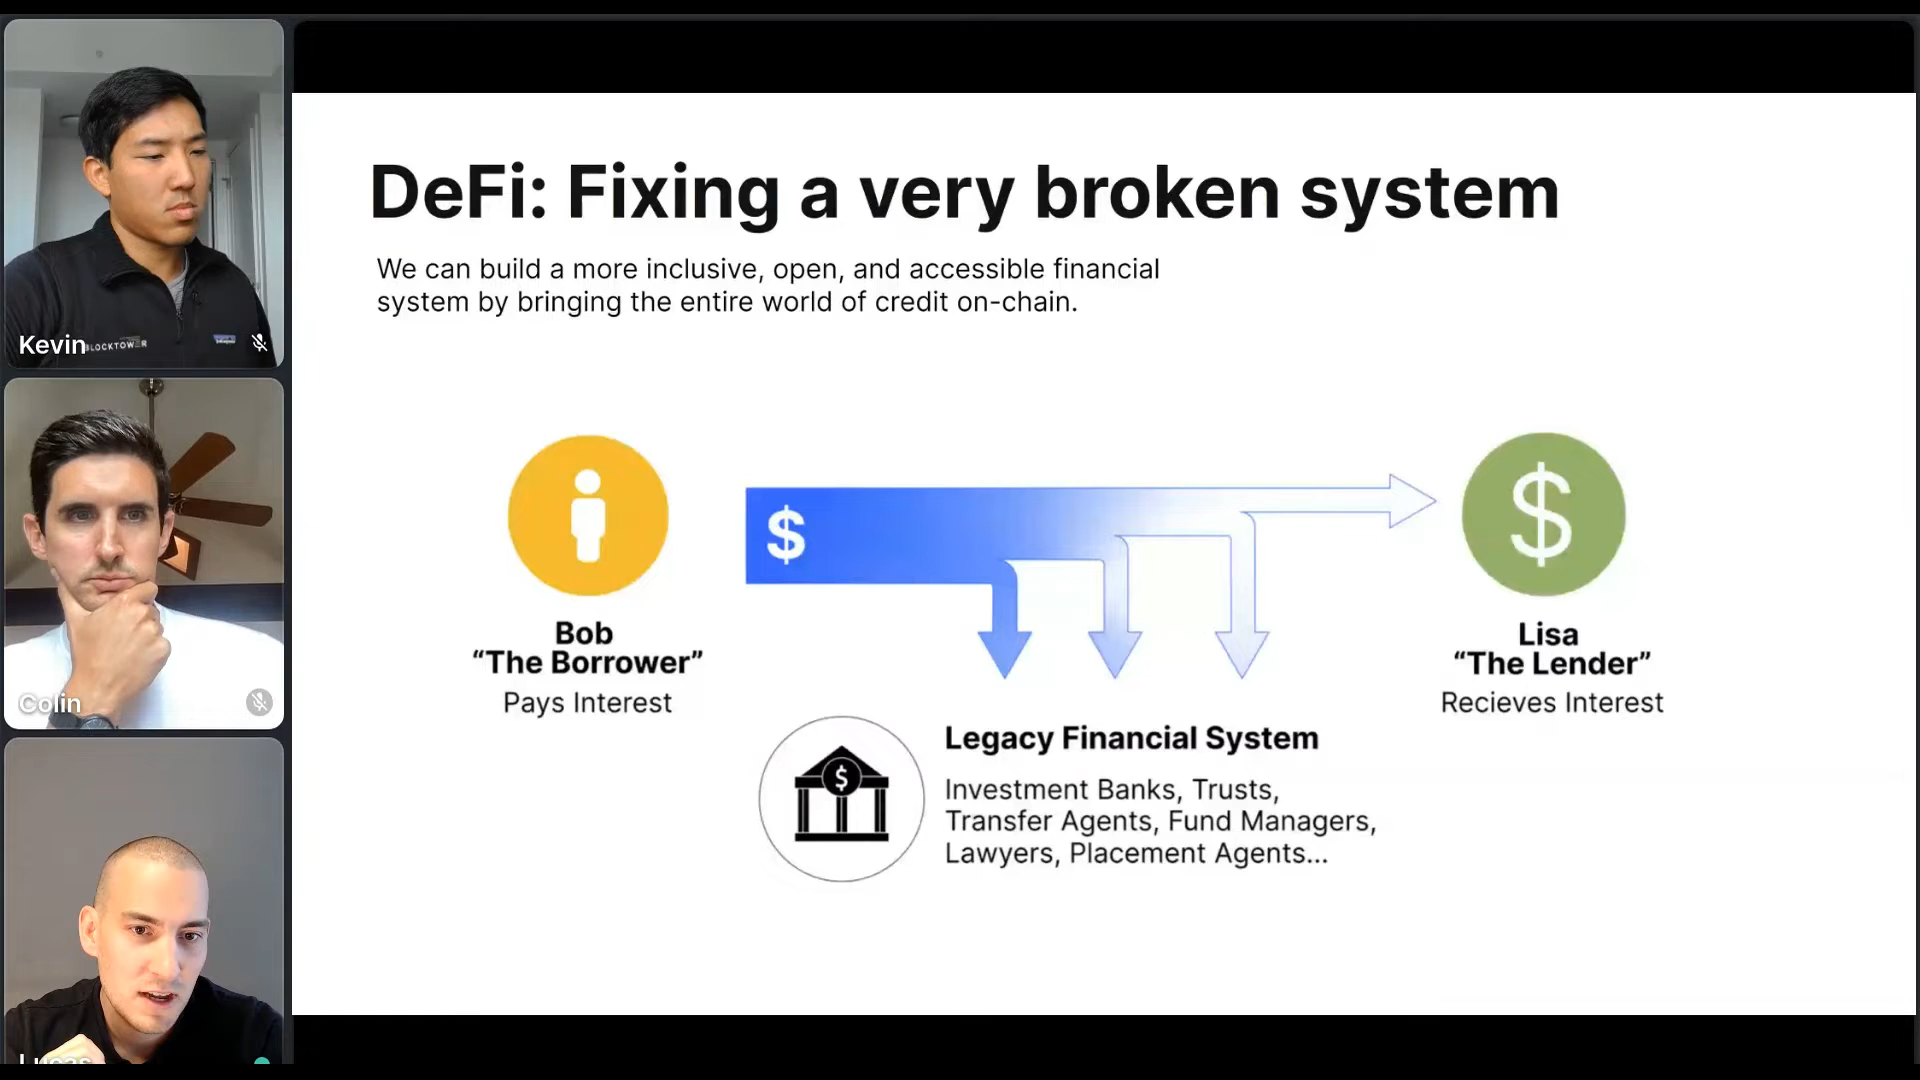 DeFi: Fixing a very broken system
We can build a more inclusive, open, and accessible financial
system by bringing the entire world of credit on-chain.
$
$
Bob
“The Borrower”
Pays Interest
Lisa
“The Lender”
Recieves Interest
$
Legacy Financial System
Investment Banks, Trusts,
Transfer Agents, Fund Managers,
Lawyers, Placement Agents...
Kevin
BLOCKTOWER
Colin
Lucas